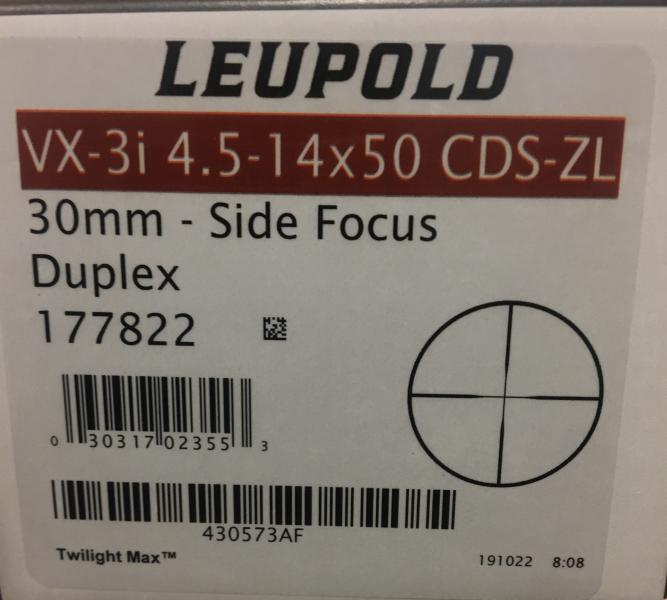 LEUPOLD
VX-3i 4.5-14x50 CDS-ZL
30mm - Side Focus
Duplex
177822
0 30317 02355 3
430573AF
Twilight Max™
191022 8:08